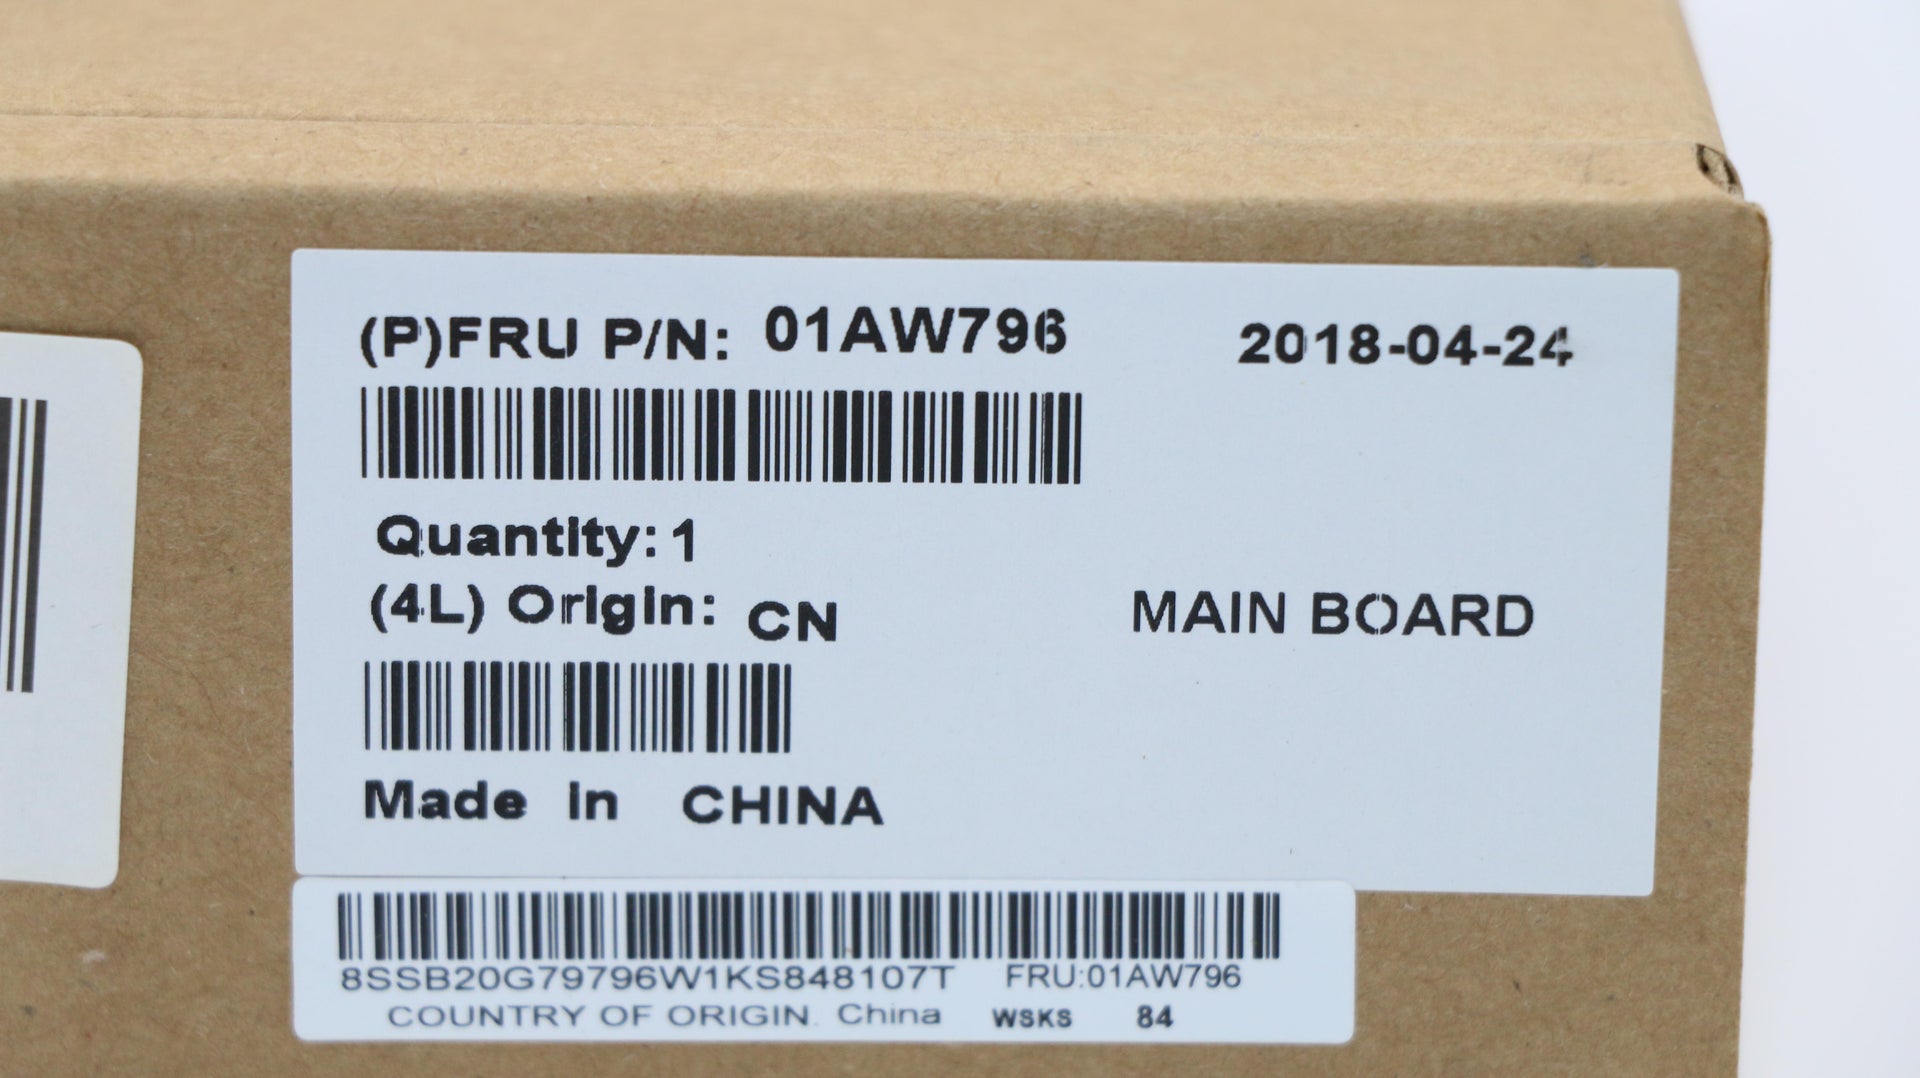 (P)FRU P/N: 01AW796 2018-04-24
Quantity: 1
(4L) Origin: CN MAIN BOARD
Made In CHINA
8SSB20G79796W1KS848107T FRU:01AW796
COUNTRY OF ORIGIN. China WSKS 84